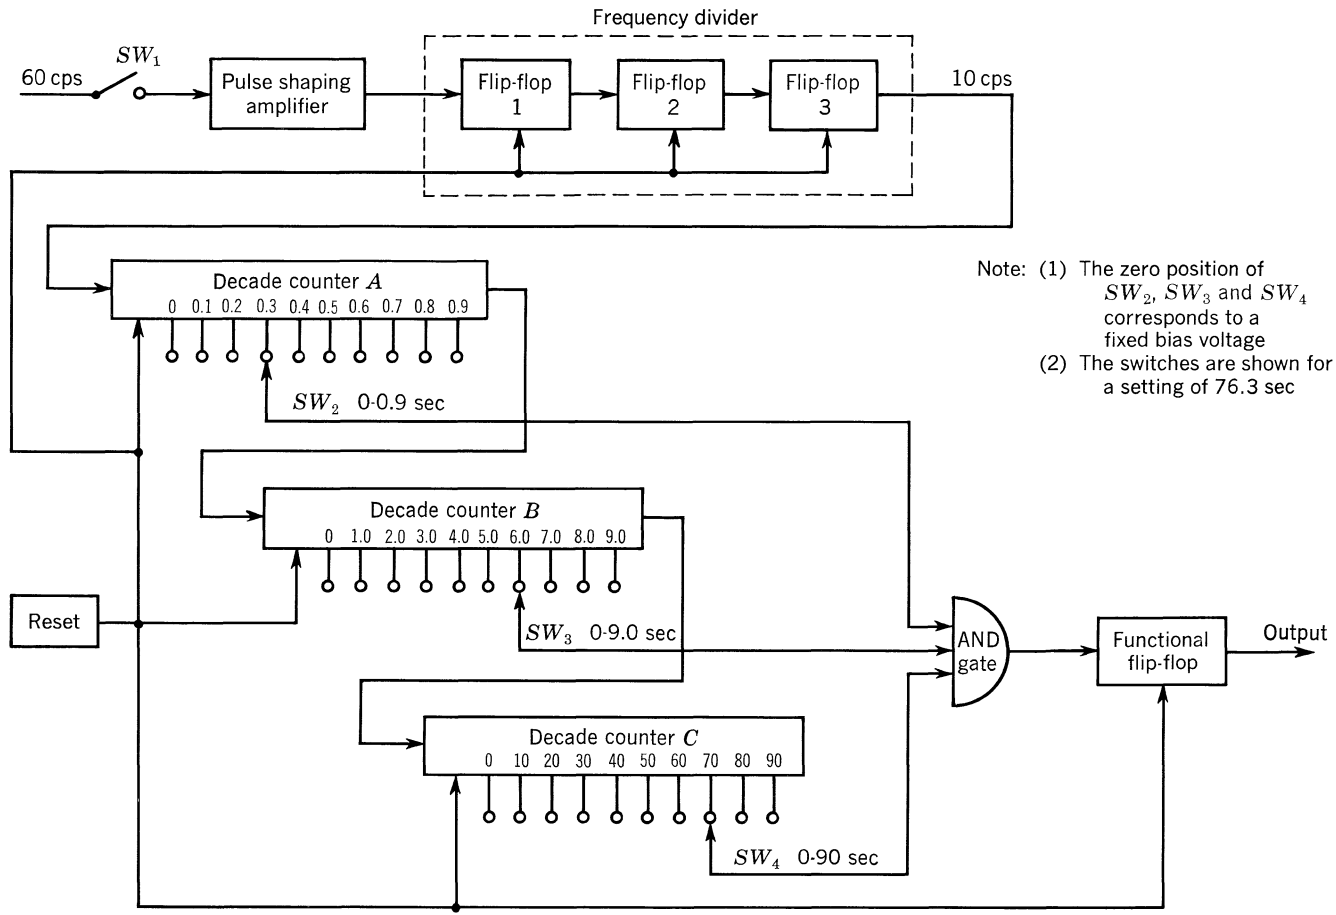 Frequency divider
60 cps
SW1
Pulse shaping
amplifier
Flip-flop
1
Flip-flop
2
Flip-flop
3
10 cps
Decade counter A
0 0.1 0.2 0.3 0.4 0.5 0.6 0.7 0.8 0.9
SW2 0-0.9 sec
Note: (1) The zero position of
SW2, SW3 and SW4
corresponds to a
fixed bias voltage
(2) The switches are shown for
a setting of 76.3 sec
Decade counter B
0 1.0 2.0 3.0 4.0 5.0 6.0 7.0 8.0 9.0
SW3 0-9.0 sec
Reset
AND
gate
Functional
flip-flop
Output
Decade counter C
0 10 20 30 40 50 60 70 80 90
SW4 0-90 sec